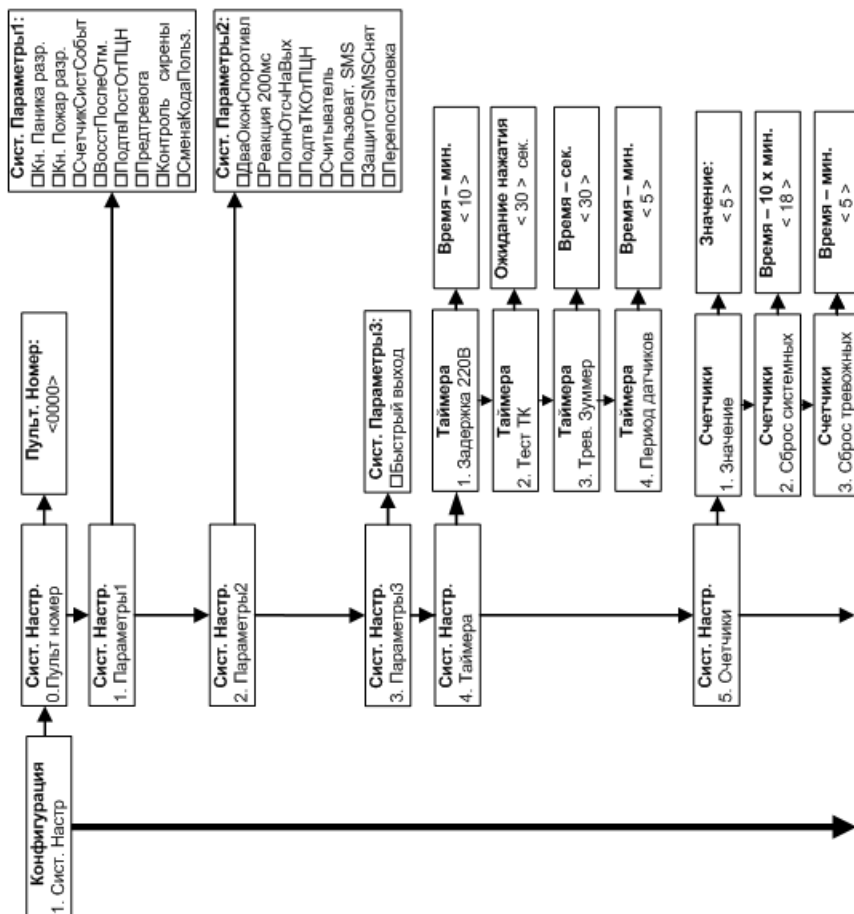 Конфигурация
1. Сист. Настр
Сист. Настр.
0.Пульт номер
Пульт. Номер:
<0000>
Сист. Настр.
1. Параметры1
Сист. Параметры1:
□Кн. Паника разр.
□Кн. Пожар разр.
□СчетчикСистСобыт
□ВосстПослеОтм.
□ПодтвПостОтПЦН
□Предтревога
□Контроль сирены
□СменаКодаПольз.
Сист. Настр.
2. Параметры2
Сист. Параметры2:
□ДваОконСпоротивл
□Реакция 200мс
□ПолнОтсчНаВых
□ПодтвТКОтПЦН
□Считыватель
□Пользоват. SMS
□ЗащитОтSMSСнят
□Перепостановка
Сист. Настр.
3. Параметры3
Сист. Параметры3:
□Быстрый выход
Сист. Настр.
4. Таймера
Таймера
1. Задержка 220В
Время – мин.
< 10 >
Таймера
2. Тест ТК
Ожидание нажатия
< 30 > сек.
Таймера
3. Трев. Зуммер
Время – сек.
< 30 >
Таймера
4. Период датчиков
Время – мин.
< 5 >
Сист. Настр.
5. Счетчики
Счетчики
1. Значение
Значение:
< 5 >
Счетчики
2. Сброс системных
Время – 10 х мин.
< 18 >
Счетчики
3. Сброс тревожных
Время – мин.
< 5 >